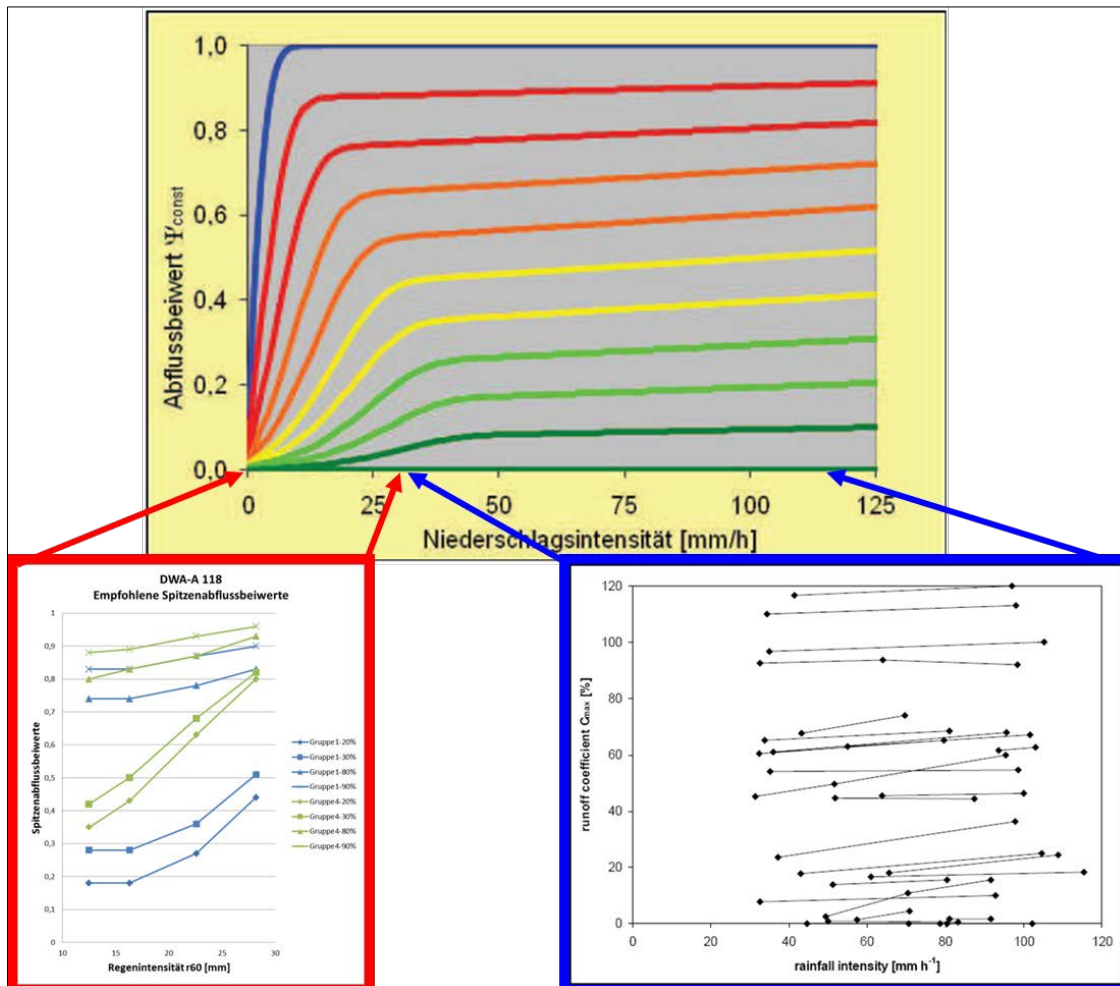 Abflussbeiwert Ψconst
1,0
0,8
0,6
0,4
0,2
0,0
0 25 50 75 100 125
Niederschlagsintensität [mm/h]
DWA-A 118
Empfohlene Spitzenabflussbeiwerte
Spitzenabflussbeiwerte
1
0,9
0,8
0,7
0,6
0,5
0,4
0,3
0,2
0,1
0
10 15 20 25 30
Regenintensität r60 [mm]
Gruppe1-20%
Gruppe1-30%
Gruppe1-80%
Gruppe1-90%
Gruppe4-20%
Gruppe4-30%
Gruppe4-80%
Gruppe4-90%
runoff coefficient Cmax [%]
120
100
80
60
40
20
0
0 20 40 60 80 100 120
rainfall intensity [mm h⁻¹]